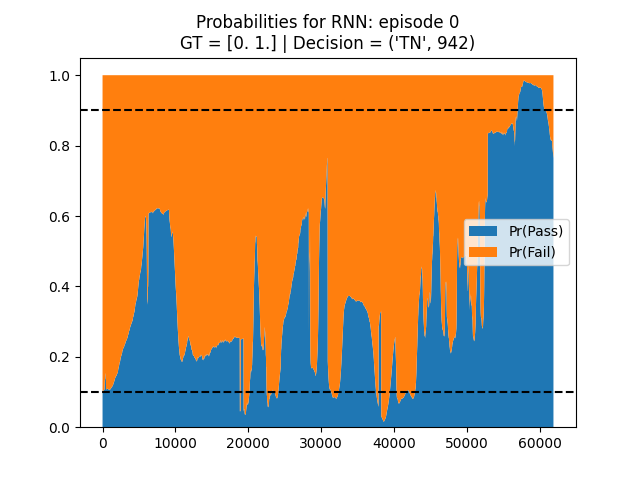 Probabilities for RNN: episode 0
GT = [0. 1.] | Decision = ('TN', 942)
1.0
0.8
0.6
0.4
0.2
0.0
Pr(Pass)
Pr(Fail)
0 10000 20000 30000 40000 50000 60000